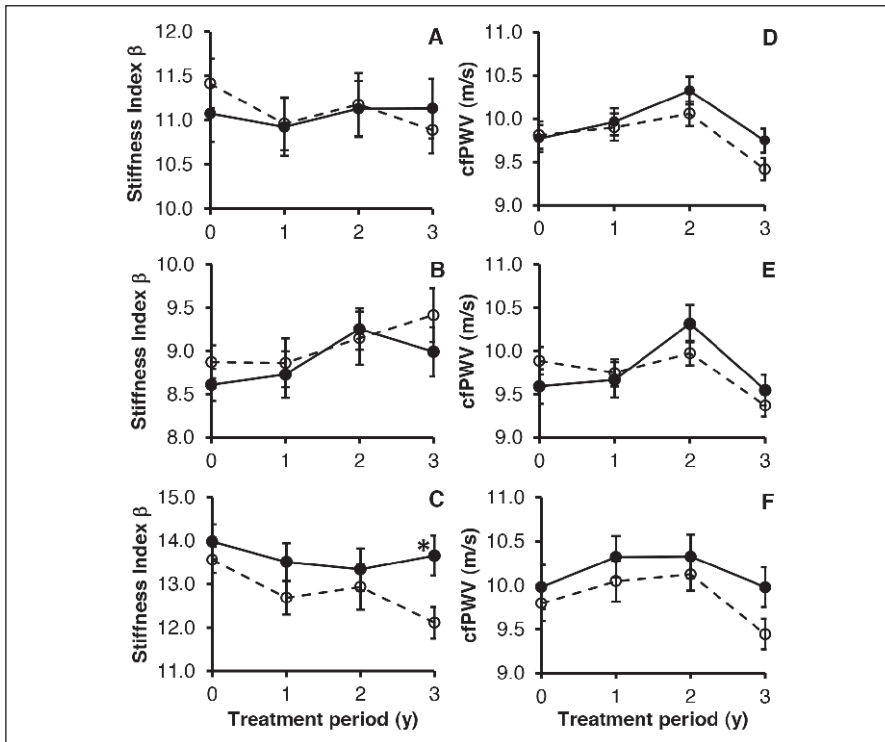 A
Stiffness Index β
12.0
11.5
11.0
10.5
10.0
0 1 2 3
D
cfPWV (m/s)
10.5
10.0
9.5
9.0
0 1 2 3
B
Stiffness Index β
10.0
9.5
9.0
8.5
8.0
0 1 2 3
E
cfPWV (m/s)
11.0
10.5
10.0
9.5
9.0
0 1 2 3
C
Stiffness Index β
15.0
14.0
13.0
12.0
11.0
*
0 1 2 3
Treatment period (y)
F
cfPWV (m/s)
11.0
10.5
10.0
9.5
9.0
0 1 2 3
Treatment period (y)